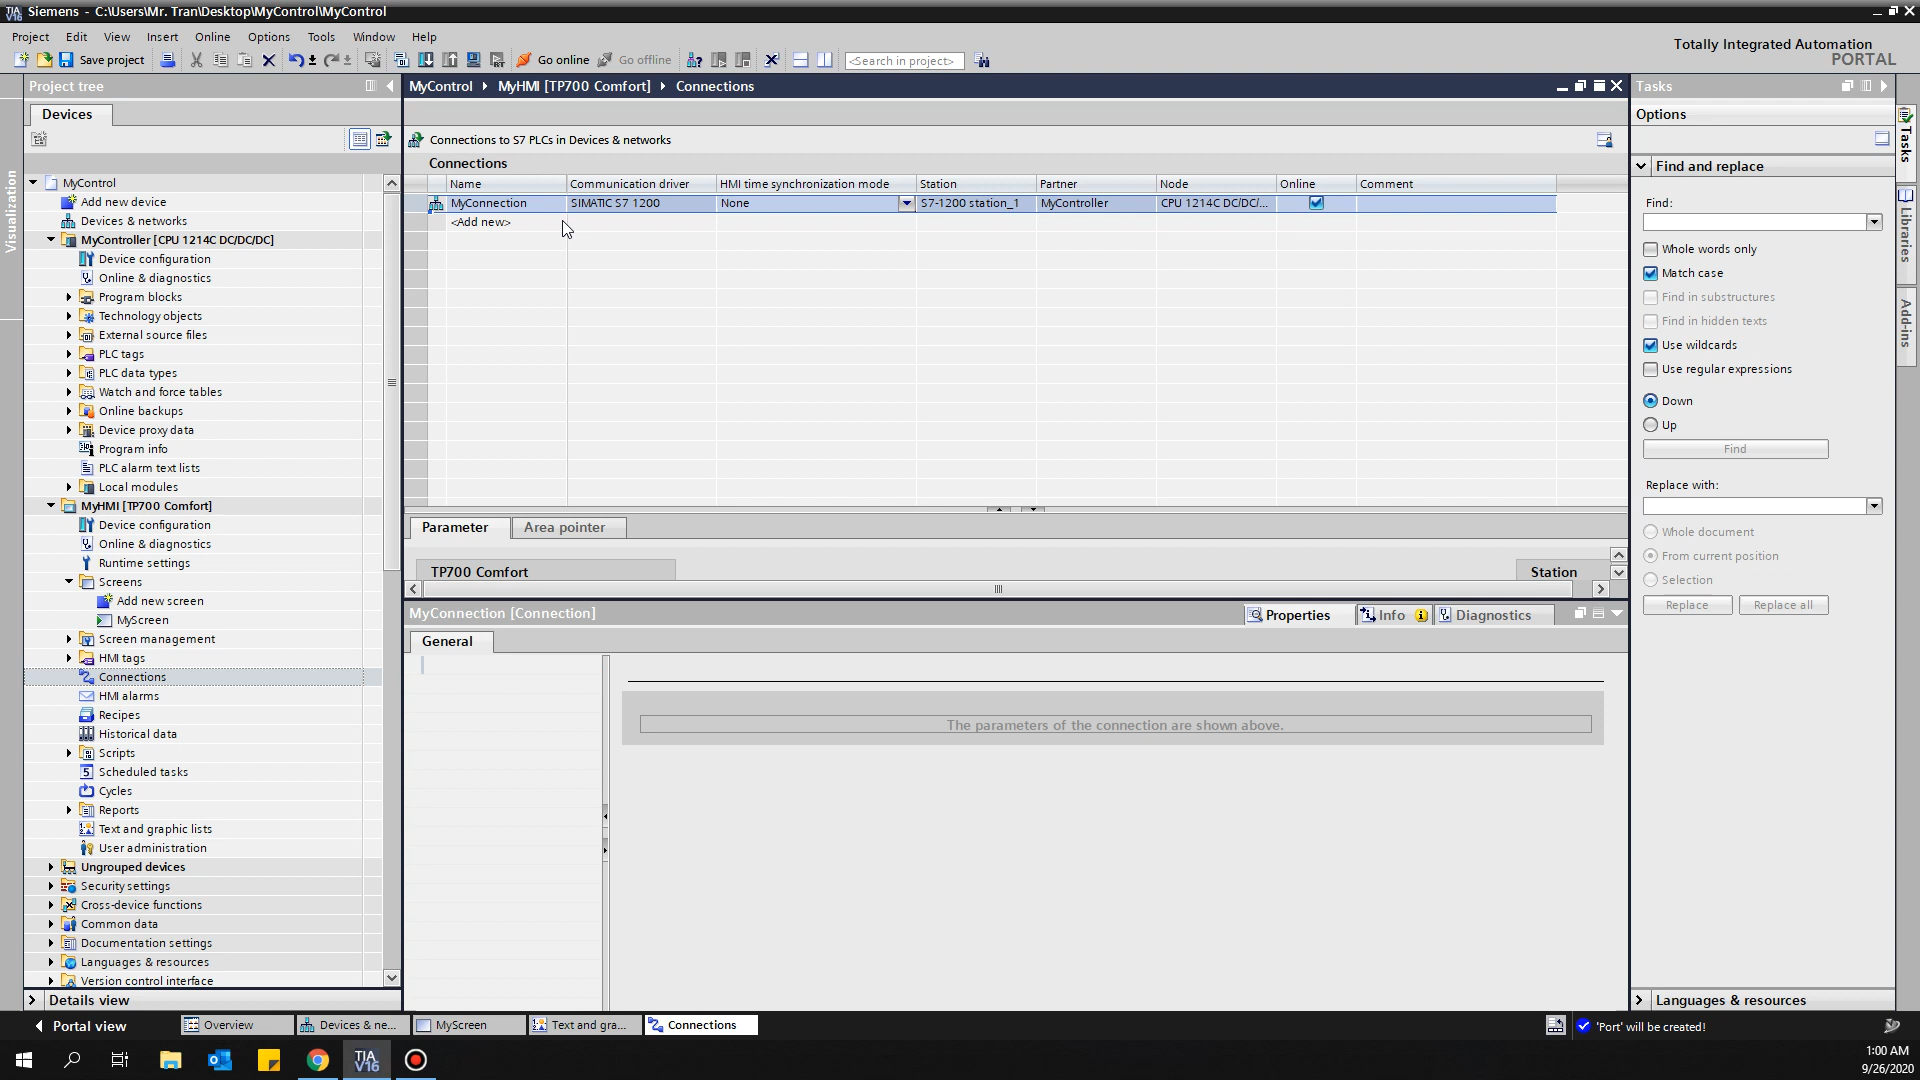 Siemens - C:\Users\Mr. Tran\Desktop\MyControl\MyControl
Project Edit View Insert Online Options Tools Window Help
Totally Integrated Automation
PORTAL
Save project
Go online
Go offline
<Search in project>
Project tree
Devices
Visualization
MyControl
Add new device
Devices & networks
MyController [CPU 1214C DC/DC/DC]
Device configuration
Online & diagnostics
Program blocks
Technology objects
External source files
PLC tags
PLC data types
Watch and force tables
Online backups
Device proxy data
Program info
PLC alarm text lists
Local modules
MyHMI [TP700 Comfort]
Device configuration
Online & diagnostics
Runtime settings
Screens
Add new screen
MyScreen
Screen management
HMI tags
Connections
HMI alarms
Recipes
Historical data
Scripts
Scheduled tasks
Cycles
Reports
Text and graphic lists
User administration
Ungrouped devices
Security settings
Cross-device functions
Common data
Documentation settings
Languages & resources
Version control interface
Details view
MyControl MyHMI [TP700 Comfort] Connections
Connections to S7 PLCs in Devices & networks
Connections
Name Communication driver HMI time synchronization mode Station Partner Node Online Comment
MyConnection SIMATIC S7 1200 None S7-1200 station_1 MyController CPU 1214C DC/DC/...
<Add new>
Parameter Area pointer
TP700 Comfort Station
MyConnection [Connection]
Properties Info Diagnostics
General
The parameters of the connection are shown above.
Tasks
Options
Find and replace
Find:
Whole words only
Match case
Find in substructures
Find in hidden texts
Use wildcards
Use regular expressions
Down
Up
Find
Replace with:
Whole document
From current position
Selection
Replace Replace all
Languages & resources
Tasks
Libraries
Add-ins
Portal view
Overview
Devices & ne...
MyScreen
Text and gra...
Connections
'Port' will be created!
TIA
V16
1:00 AM
9/26/2020